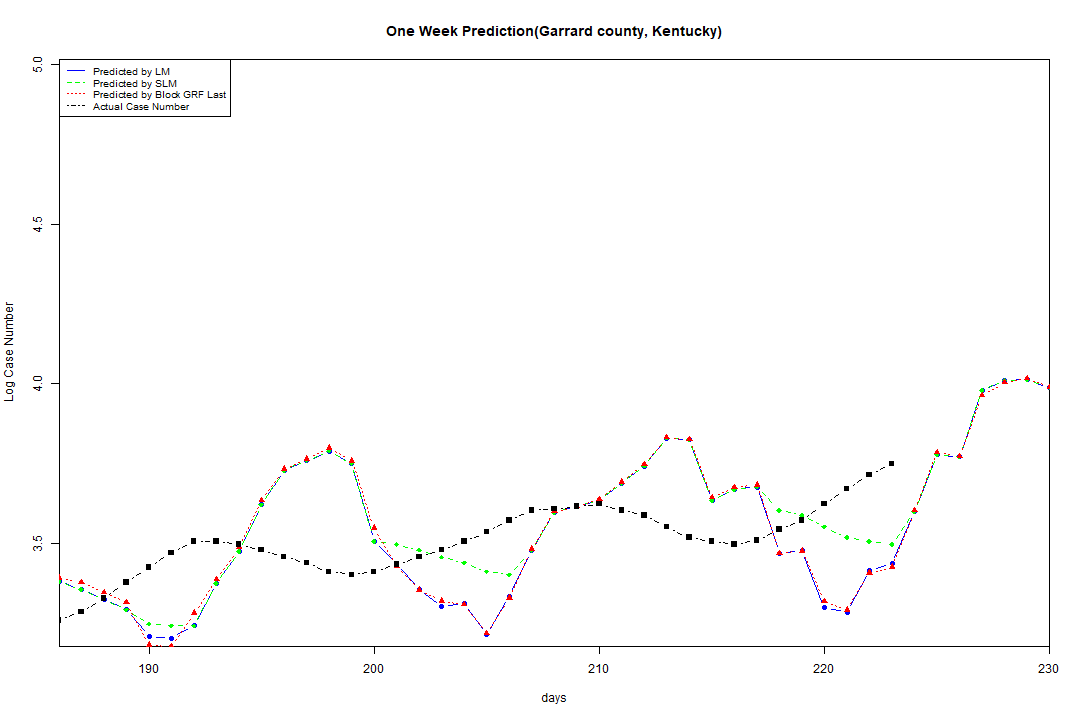 One Week Prediction(Garrard county, Kentucky)
Predicted by LM
Predicted by SLM
Predicted by Block GRF Last
Actual Case Number
5.0
4.5
4.0
3.5
Log Case Number
190 200 210 220 230
days